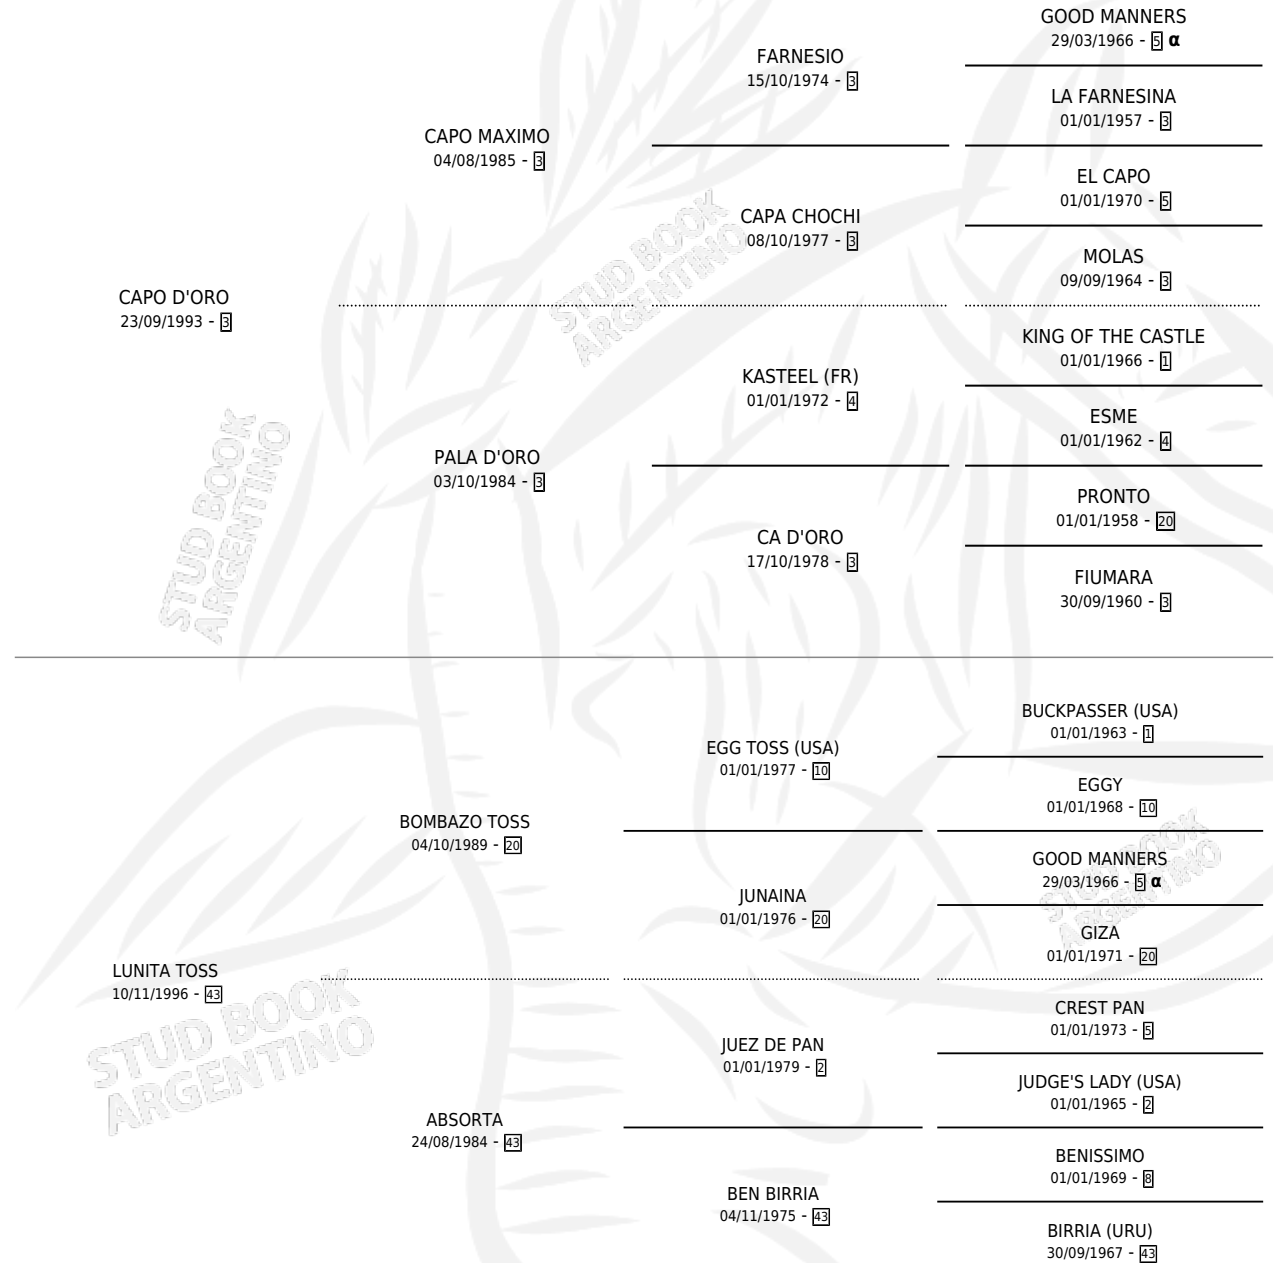 GOOD MANNERS
29/03/1966 - 5 α
FARNESIO
15/10/1974 - 3
LA FARNESINA
01/01/1957 - 3
CAPO MAXIMO
04/08/1985 - 3
EL CAPO
01/01/1970 - 5
CAPA CHOCHI
08/10/1977 - 3
MOLAS
09/09/1964 - 3
CAPO D'ORO
23/09/1993 - 3
KING OF THE CASTLE
01/01/1966 - 1
KASTEEL (FR)
01/01/1972 - 4
ESME
01/01/1962 - 4
PALA D'ORO
03/10/1984 - 3
PRONTO
01/01/1958 - 20
CA D'ORO
17/10/1978 - 3
FIUMARA
30/09/1960 - 3
BUCKPASSER (USA)
01/01/1963 - 1
EGG TOSS (USA)
01/01/1977 - 10
EGGY
01/01/1968 - 10
BOMBAZO TOSS
04/10/1989 - 20
GOOD MANNERS
29/03/1966 - 5 α
JUNAINA
01/01/1976 - 20
GIZA
01/01/1971 - 20
LUNITA TOSS
10/11/1996 - 43
CREST PAN
01/01/1973 - 5
JUEZ DE PAN
01/01/1979 - 2
JUDGE'S LADY (USA)
01/01/1965 - 2
ABSORTA
24/08/1984 - 43
BENISSIMO
01/01/1969 - 8
BEN BIRRIA
04/11/1975 - 43
BIRRIA (URU)
30/09/1967 - 43
STUD BOOK
ARGENTINO
STUD BOOK
ARGENTINO
STUD BOOK
ARGENTINO
STUD BOOK
ARGENTINO